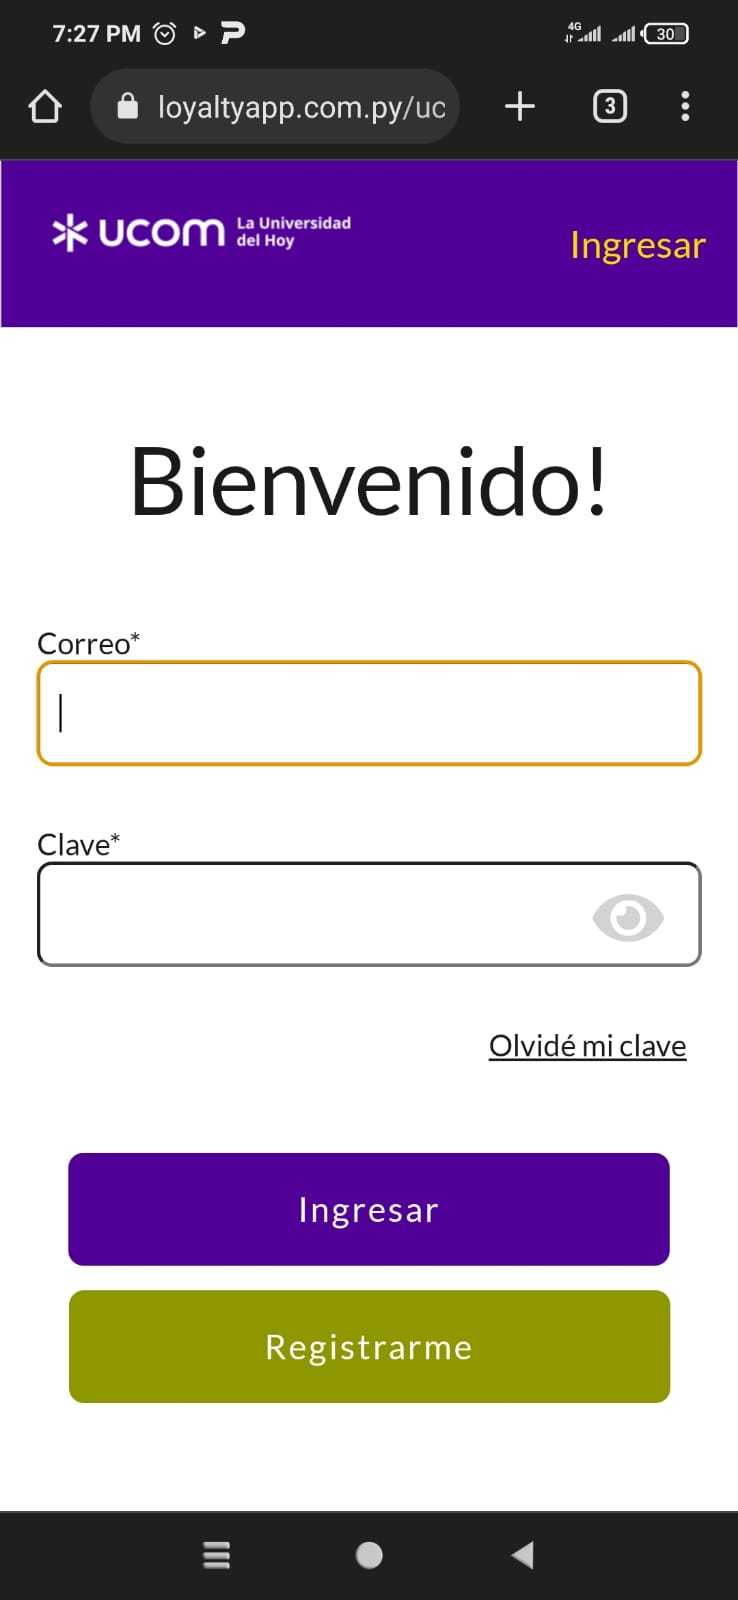 7:27 PM
4G
30
loyaltyapp.com.py/uc
3
ucom La Universidad
del Hoy
Ingresar
Bienvenido!
Correo*
Clave*
Olvidé mi clave
Ingresar
Registrarme